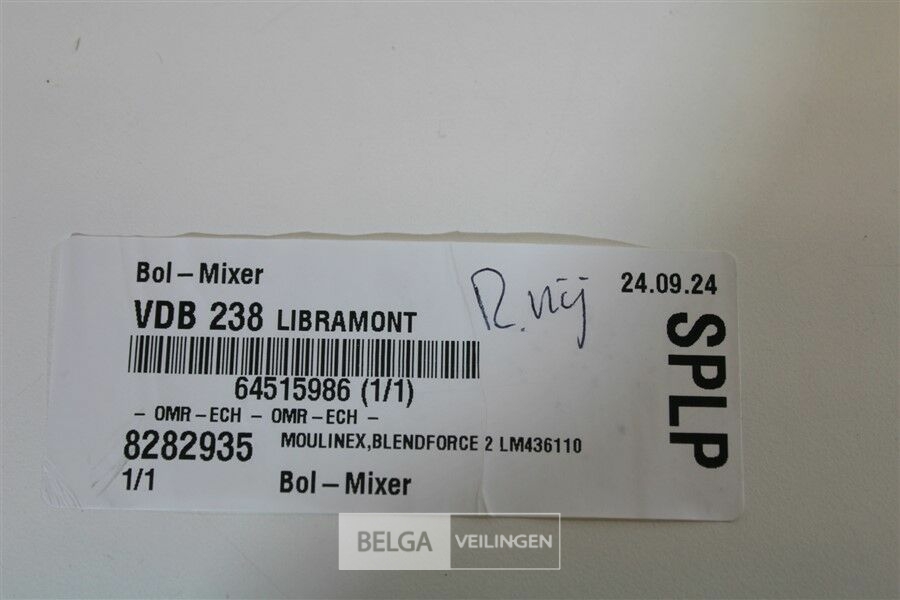 Bol – Mixer
24.09.24
VDB 238 LIBRAMONT
R. vrij
SPLP
64515986 (1/1)
– OMR – ECH – OMR – ECH –
8282935 MOULINEX,BLENDFORCE 2 LM436110
1/1 Bol – Mixer
BELGA VEILINGEN